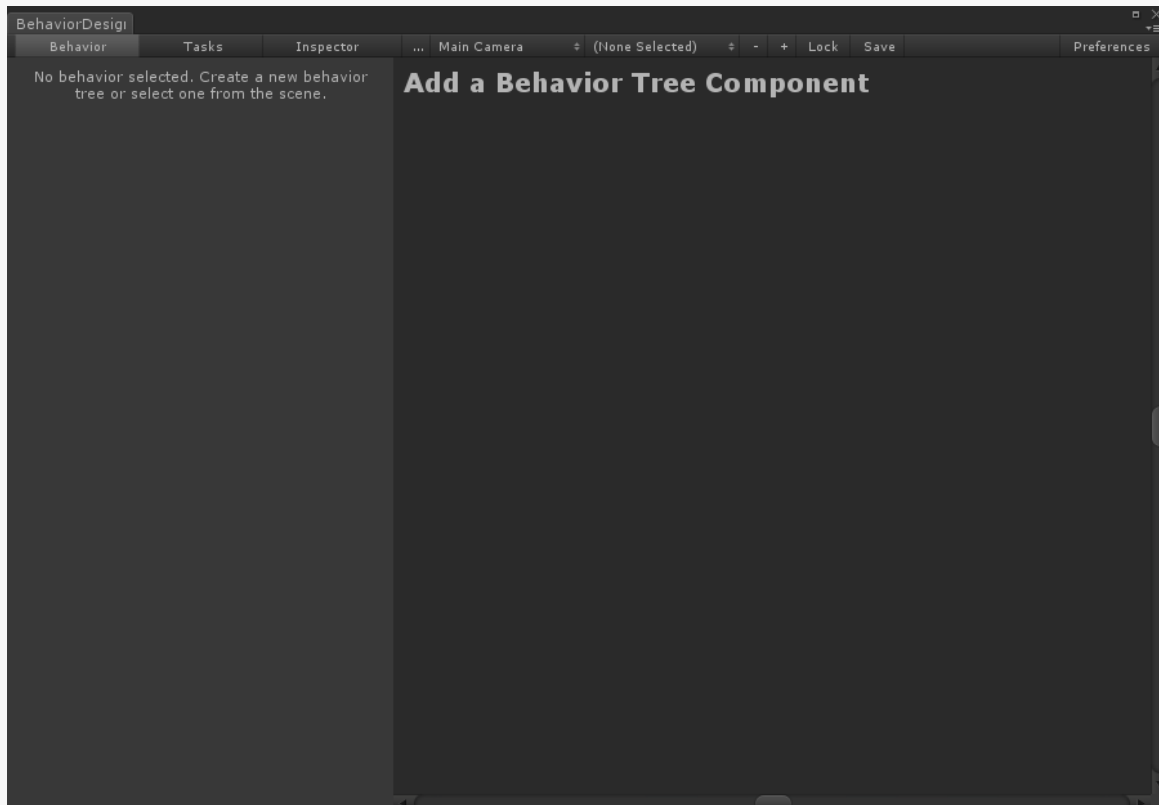 BehaviorDesigr
Behavior Tasks Inspector ... Main Camera (None Selected) - + Lock Save Preferences
No behavior selected. Create a new behavior
tree or select one from the scene.
Add a Behavior Tree Component